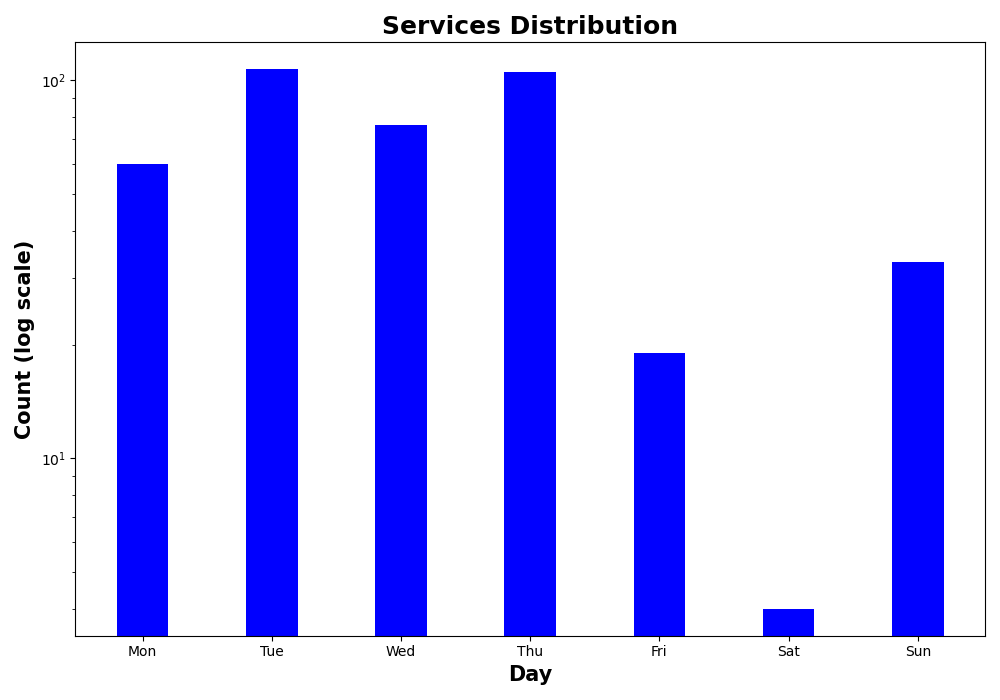 Services Distribution
Count (log scale)
10²
10¹
Mon Tue Wed Thu Fri Sat Sun
Day